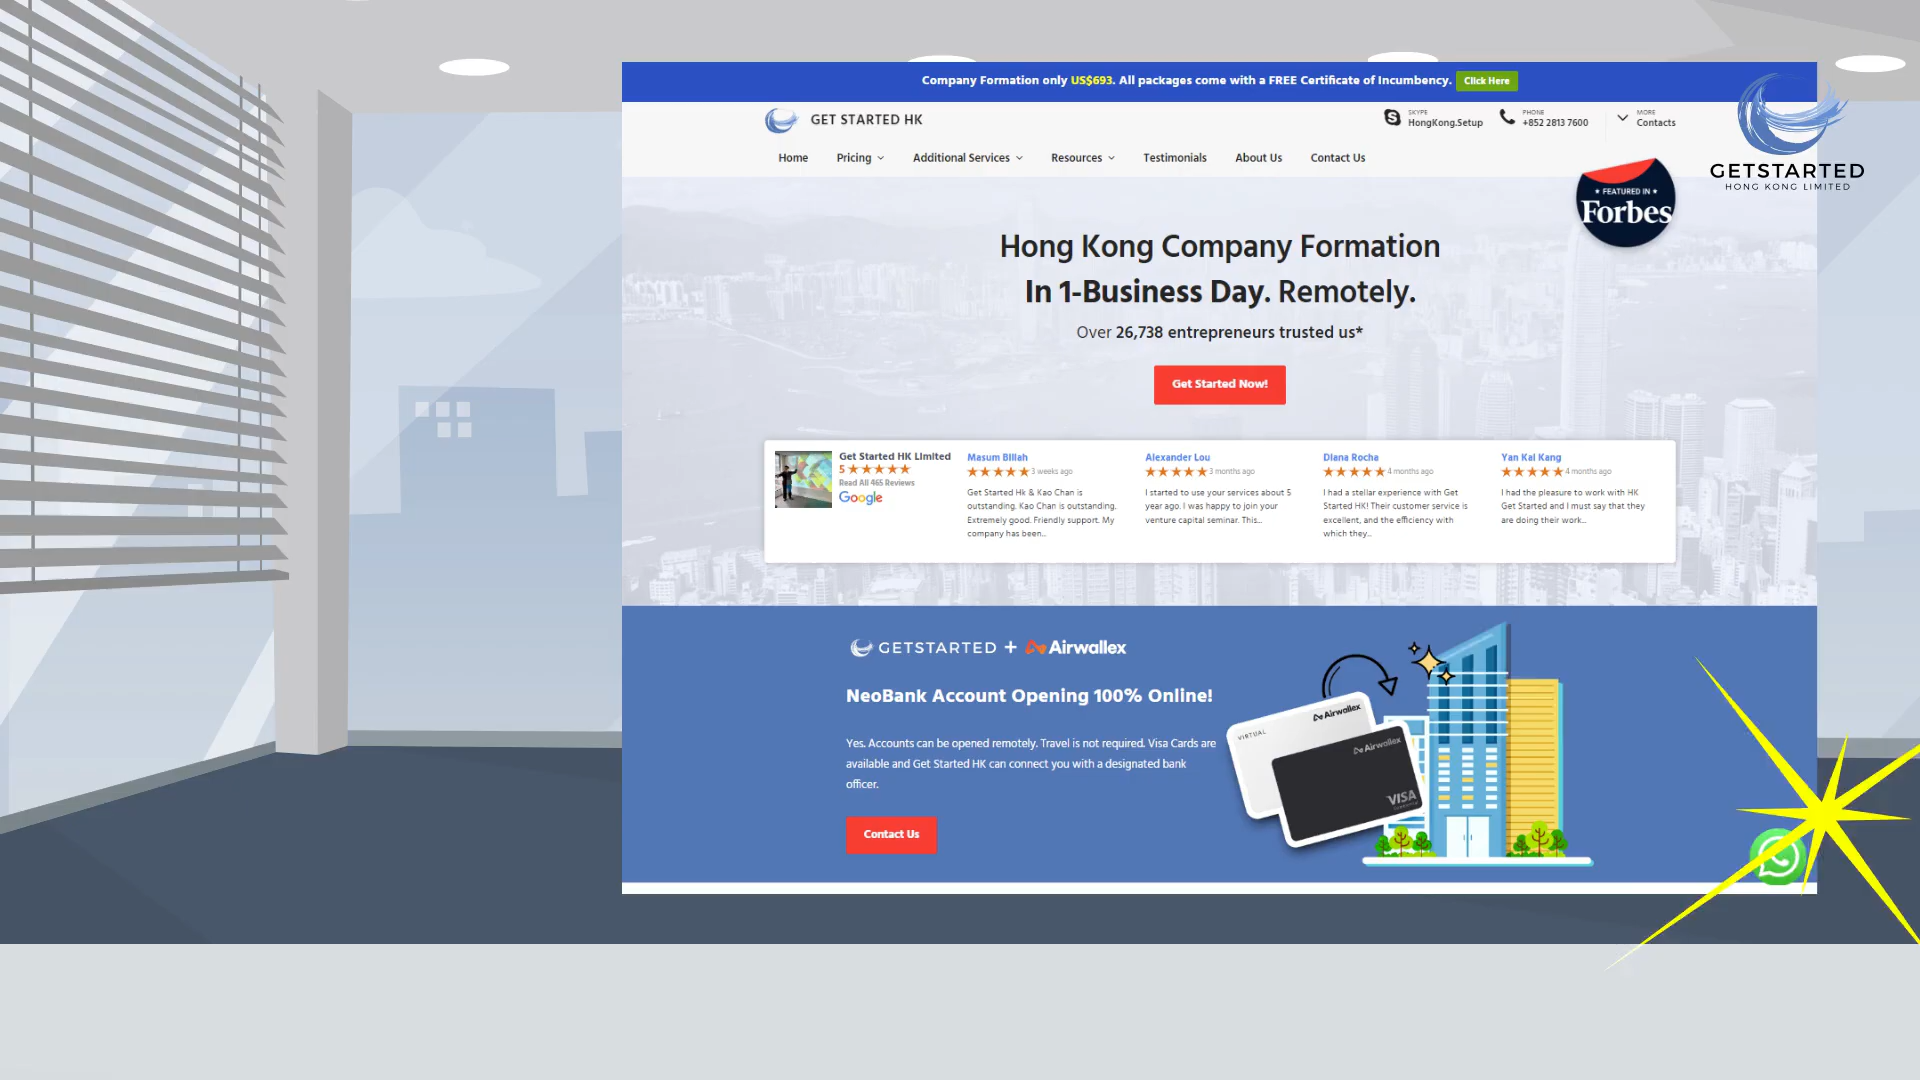 Company Formation only US$693. All packages come with a FREE Certificate of Incumbency. Click Here
GET STARTED HK
SKYPE
HongKong.Setup
PHONE
+852 2813 7600
MORE
Contacts
GETSTARTED
HONG KONG LIMITED
Home Pricing Additional Services Resources Testimonials About Us Contact Us
★ FEATURED IN ★
Forbes
Hong Kong Company Formation
In 1-Business Day. Remotely.
Over 26,738 entrepreneurs trusted us*
Get Started Now!
Get Started HK Limited
5 ★★★★★
Read All 465 Reviews
Google
Masum Billah
★★★★★ 3 weeks ago
Get Started Hk & Kao Chan is
outstanding. Kao Chan is outstanding.
Extremely good. Friendly support. My
company has been...
Alexander Lou
★★★★★ 3 months ago
I started to use your services about 5
year ago. I was happy to join your
venture capital seminar. This...
Diana Rocha
★★★★★ 4 months ago
I had a stellar experience with Get
Started HK! Their customer service is
excellent, and the efficiency with
which they...
Yan Kai Kang
★★★★★ 4 months ago
I had the pleasure to work with HK
Get Started and I must say that they
are doing their work...
GETSTARTED + Airwallex
NeoBank Account Opening 100% Online!
Yes. Accounts can be opened remotely. Travel is not required. Visa Cards are
available and Get Started HK can connect you with a designated bank
officer.
Contact Us
Airwallex
VIRTUAL
Airwallex
VISA